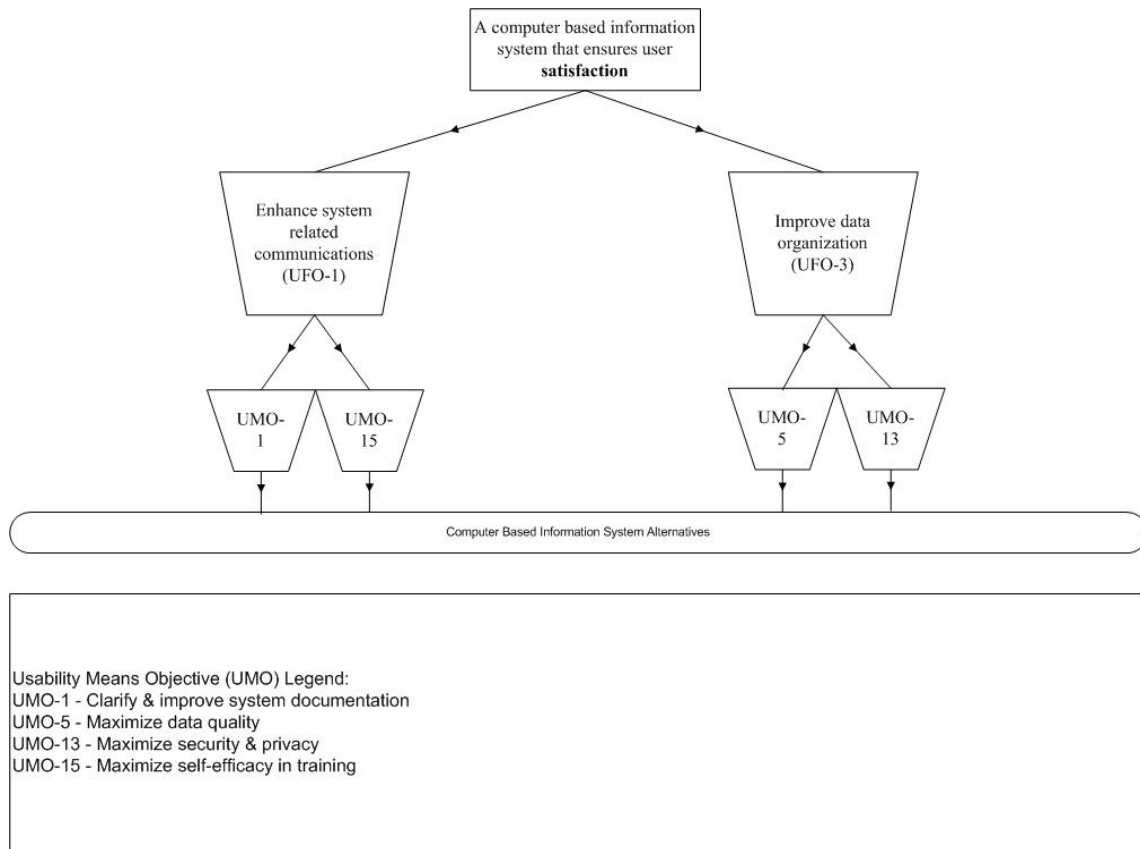 A computer based information
system that ensures user
satisfaction
Enhance system
related
communications
(UFO-1)
Improve data
organization
(UFO-3)
UMO-
1
UMO-
15
UMO-
5
UMO-
13
Computer Based Information System Alternatives
Usability Means Objective (UMO) Legend:
UMO-1 - Clarify & improve system documentation
UMO-5 - Maximize data quality
UMO-13 - Maximize security & privacy
UMO-15 - Maximize self-efficacy in training